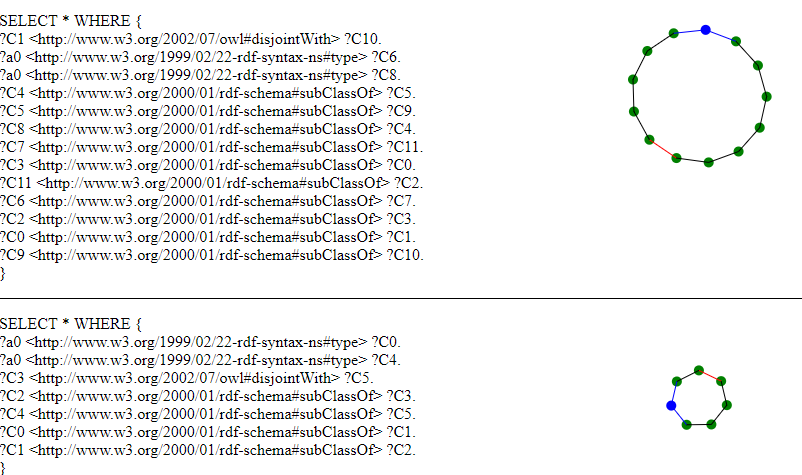 SELECT * WHERE {
?C1 <http://www.w3.org/2002/07/owl#disjointWith> ?C10.
?a0 <http://www.w3.org/1999/02/22-rdf-syntax-ns#type> ?C6.
?a0 <http://www.w3.org/1999/02/22-rdf-syntax-ns#type> ?C8.
?C4 <http://www.w3.org/2000/01/rdf-schema#subClassOf> ?C5.
?C5 <http://www.w3.org/2000/01/rdf-schema#subClassOf> ?C9.
?C8 <http://www.w3.org/2000/01/rdf-schema#subClassOf> ?C4.
?C7 <http://www.w3.org/2000/01/rdf-schema#subClassOf> ?C11.
?C3 <http://www.w3.org/2000/01/rdf-schema#subClassOf> ?C0.
?C11 <http://www.w3.org/2000/01/rdf-schema#subClassOf> ?C2.
?C6 <http://www.w3.org/2000/01/rdf-schema#subClassOf> ?C7.
?C2 <http://www.w3.org/2000/01/rdf-schema#subClassOf> ?C3.
?C0 <http://www.w3.org/2000/01/rdf-schema#subClassOf> ?C1.
?C9 <http://www.w3.org/2000/01/rdf-schema#subClassOf> ?C10.
}
SELECT * WHERE {
?a0 <http://www.w3.org/1999/02/22-rdf-syntax-ns#type> ?C0.
?a0 <http://www.w3.org/1999/02/22-rdf-syntax-ns#type> ?C4.
?C3 <http://www.w3.org/2002/07/owl#disjointWith> ?C5.
?C2 <http://www.w3.org/2000/01/rdf-schema#subClassOf> ?C3.
?C4 <http://www.w3.org/2000/01/rdf-schema#subClassOf> ?C5.
?C0 <http://www.w3.org/2000/01/rdf-schema#subClassOf> ?C1.
?C1 <http://www.w3.org/2000/01/rdf-schema#subClassOf> ?C2.
}